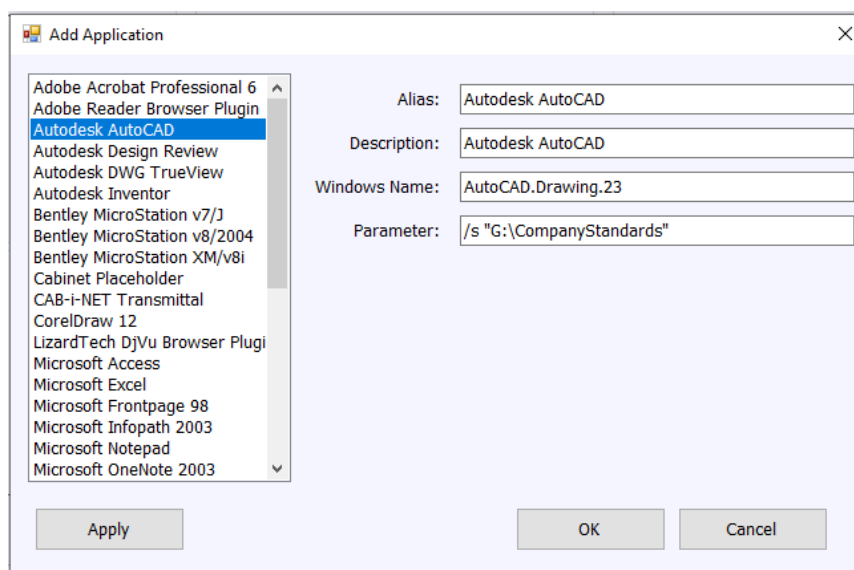 Add Application
Adobe Acrobat Professional 6
Adobe Reader Browser Plugin
Autodesk AutoCAD
Autodesk Design Review
Autodesk DWG TrueView
Autodesk Inventor
Bentley MicroStation v7/J
Bentley MicroStation v8/2004
Bentley MicroStation XM/v8i
Cabinet Placeholder
CAB-i-NET Transmittal
CorelDraw 12
LizardTech DjVu Browser Plugi
Microsoft Access
Microsoft Excel
Microsoft Frontpage 98
Microsoft Infopath 2003
Microsoft Notepad
Microsoft OneNote 2003
Alias: Autodesk AutoCAD
Description: Autodesk AutoCAD
Windows Name: AutoCAD.Drawing.23
Parameter: /s "G:\CompanyStandards"
Apply OK Cancel